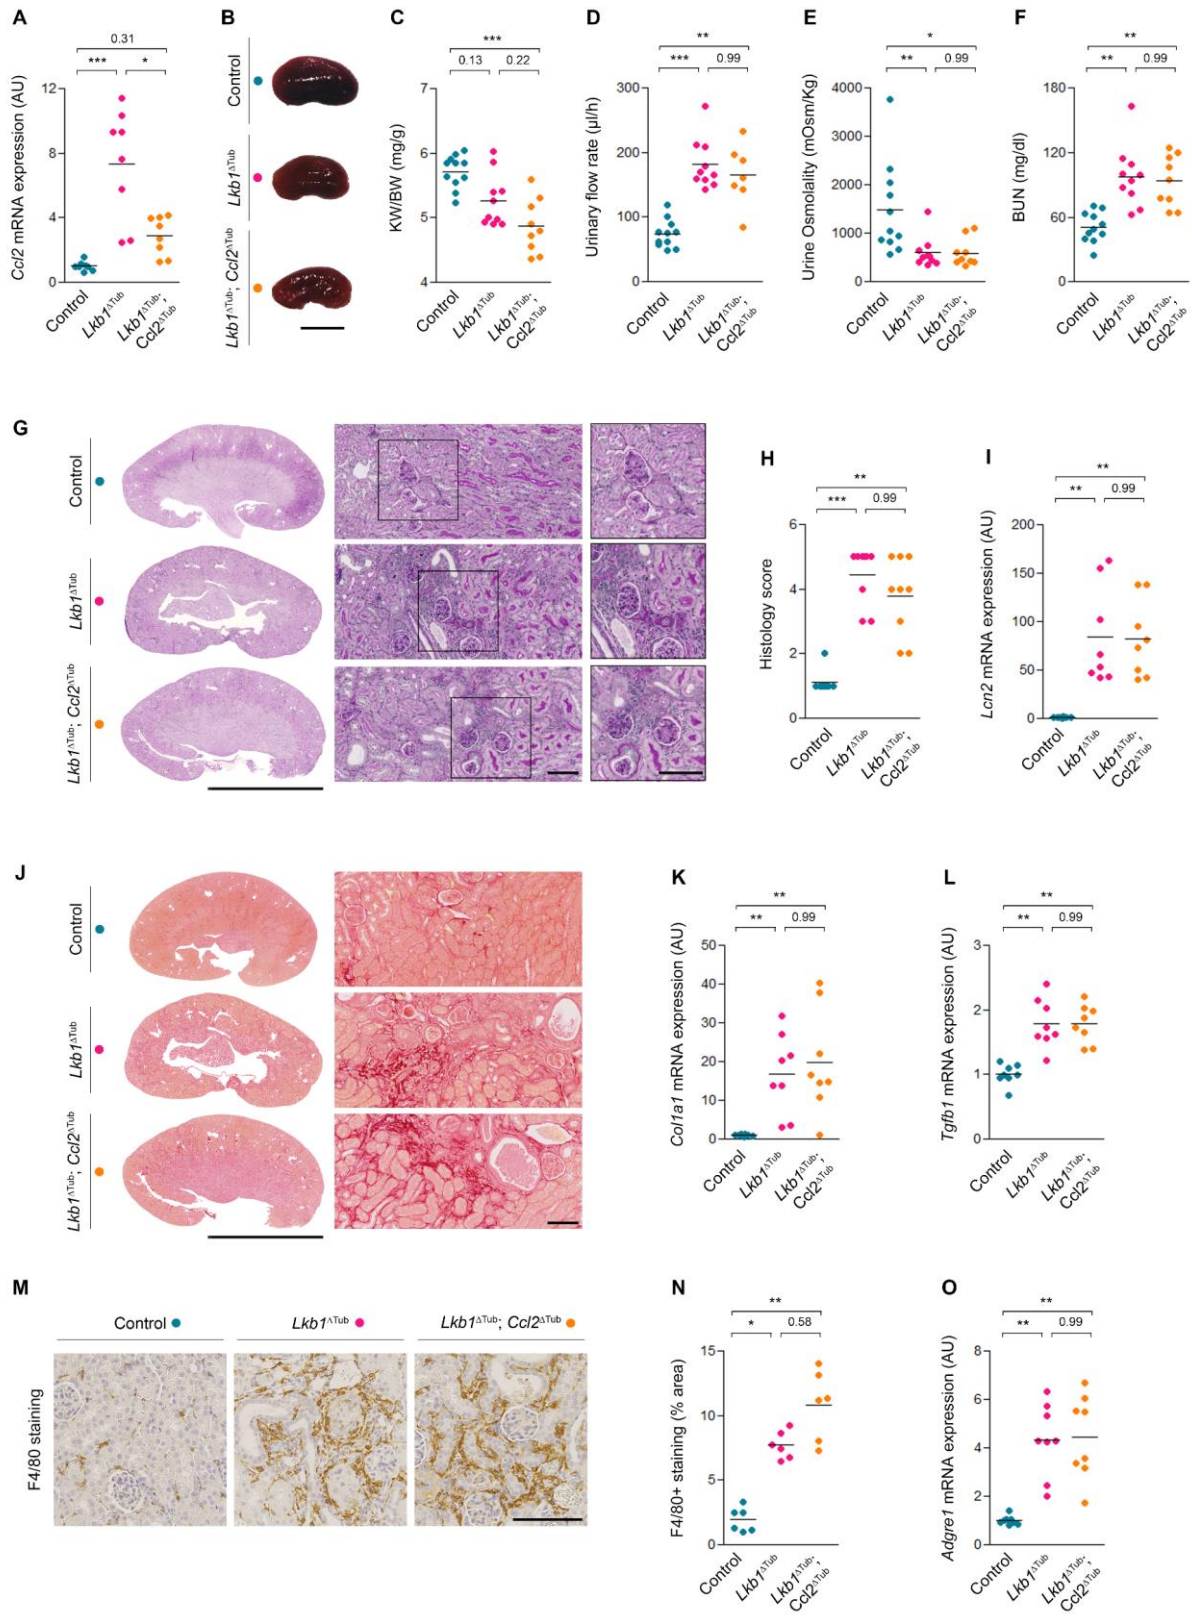 A
B
C
D
E
F
0.31
***
*
Ccl2 mRNA expression (AU)
12
8
4
0
Control
Lkb1ΔTub
Lkb1ΔTub;
Ccl2ΔTub
Control
Lkb1ΔTub
Lkb1ΔTub; Ccl2ΔTub
***
0.13
0.22
KW/BW (mg/g)
7
6
5
4
Control
Lkb1ΔTub
Lkb1ΔTub;
Ccl2ΔTub
**
***
0.99
Urinary flow rate (µl/h)
300
200
100
0
Control
Lkb1ΔTub
Lkb1ΔTub;
Ccl2ΔTub
*
**
0.99
Urine Osmolality (mOsm/Kg)
4000
3000
2000
1000
0
Control
Lkb1ΔTub
Lkb1ΔTub;
Ccl2ΔTub
**
**
0.99
BUN (mg/dl)
180
120
60
0
Control
Lkb1ΔTub
Lkb1ΔTub;
Ccl2ΔTub
G
Control
Lkb1ΔTub
Lkb1ΔTub; Ccl2ΔTub
H
**
***
0.99
Histology score
6
4
2
0
Control
Lkb1ΔTub
Lkb1ΔTub;
Ccl2ΔTub
I
**
**
0.99
Lcn2 mRNA expression (AU)
200
150
100
50
0
Control
Lkb1ΔTub
Lkb1ΔTub;
Ccl2ΔTub
J
Control
Lkb1ΔTub
Lkb1ΔTub; Ccl2ΔTub
K
**
**
0.99
Col1a1 mRNA expression (AU)
50
40
30
20
10
0
Control
Lkb1ΔTub
Lkb1ΔTub;
Ccl2ΔTub
L
**
**
0.99
Tgfb1 mRNA expression (AU)
3
2
1
0
Control
Lkb1ΔTub
Lkb1ΔTub;
Ccl2ΔTub
M
Control
Lkb1ΔTub
Lkb1ΔTub; Ccl2ΔTub
F4/80 staining
N
**
*
0.58
F4/80+ staining (% area)
15
10
5
0
Control
Lkb1ΔTub
Lkb1ΔTub;
Ccl2ΔTub
O
**
**
0.99
Adgre1 mRNA expression (AU)
8
6
4
2
0
Control
Lkb1ΔTub
Lkb1ΔTub;
Ccl2ΔTub